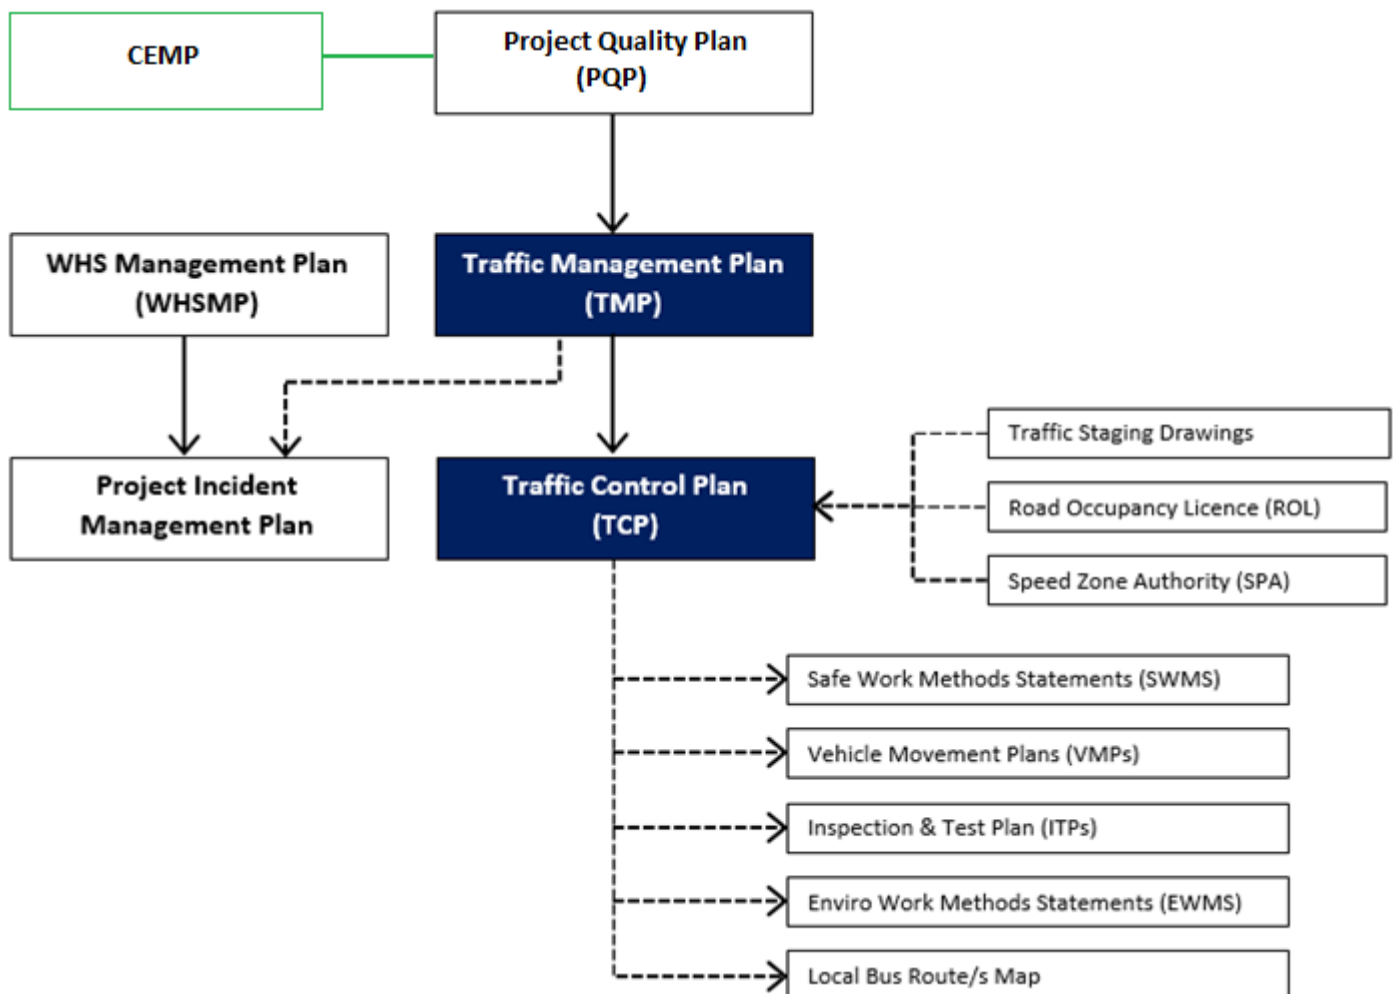 CEMP
Project Quality Plan
(PQP)
WHS Management Plan
(WHSMP)
Traffic Management Plan
(TMP)
Project Incident
Management Plan
Traffic Control Plan
(TCP)
Traffic Staging Drawings
Road Occupancy Licence (ROL)
Speed Zone Authority (SPA)
Safe Work Methods Statements (SWMS)
Vehicle Movement Plans (VMPs)
Inspection & Test Plan (ITPs)
Enviro Work Methods Statements (EWMS)
Local Bus Route/s Map